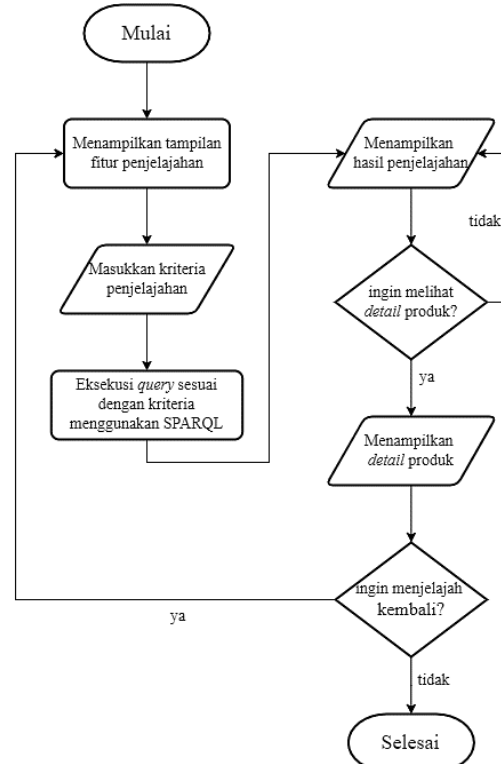 Mulai
Menampilkan tampilan
fitur penjelajahan
Masukkan kriteria
penjelajahan
Eksekusi query sesuai
dengan kriteria
menggunakan SPARQL
Menampilkan
hasil penjelajahan
tidak
ingin melihat
detail produk?
ya
Menampilkan
detail produk
ingin menjelajah
kembali?
ya
tidak
Selesai